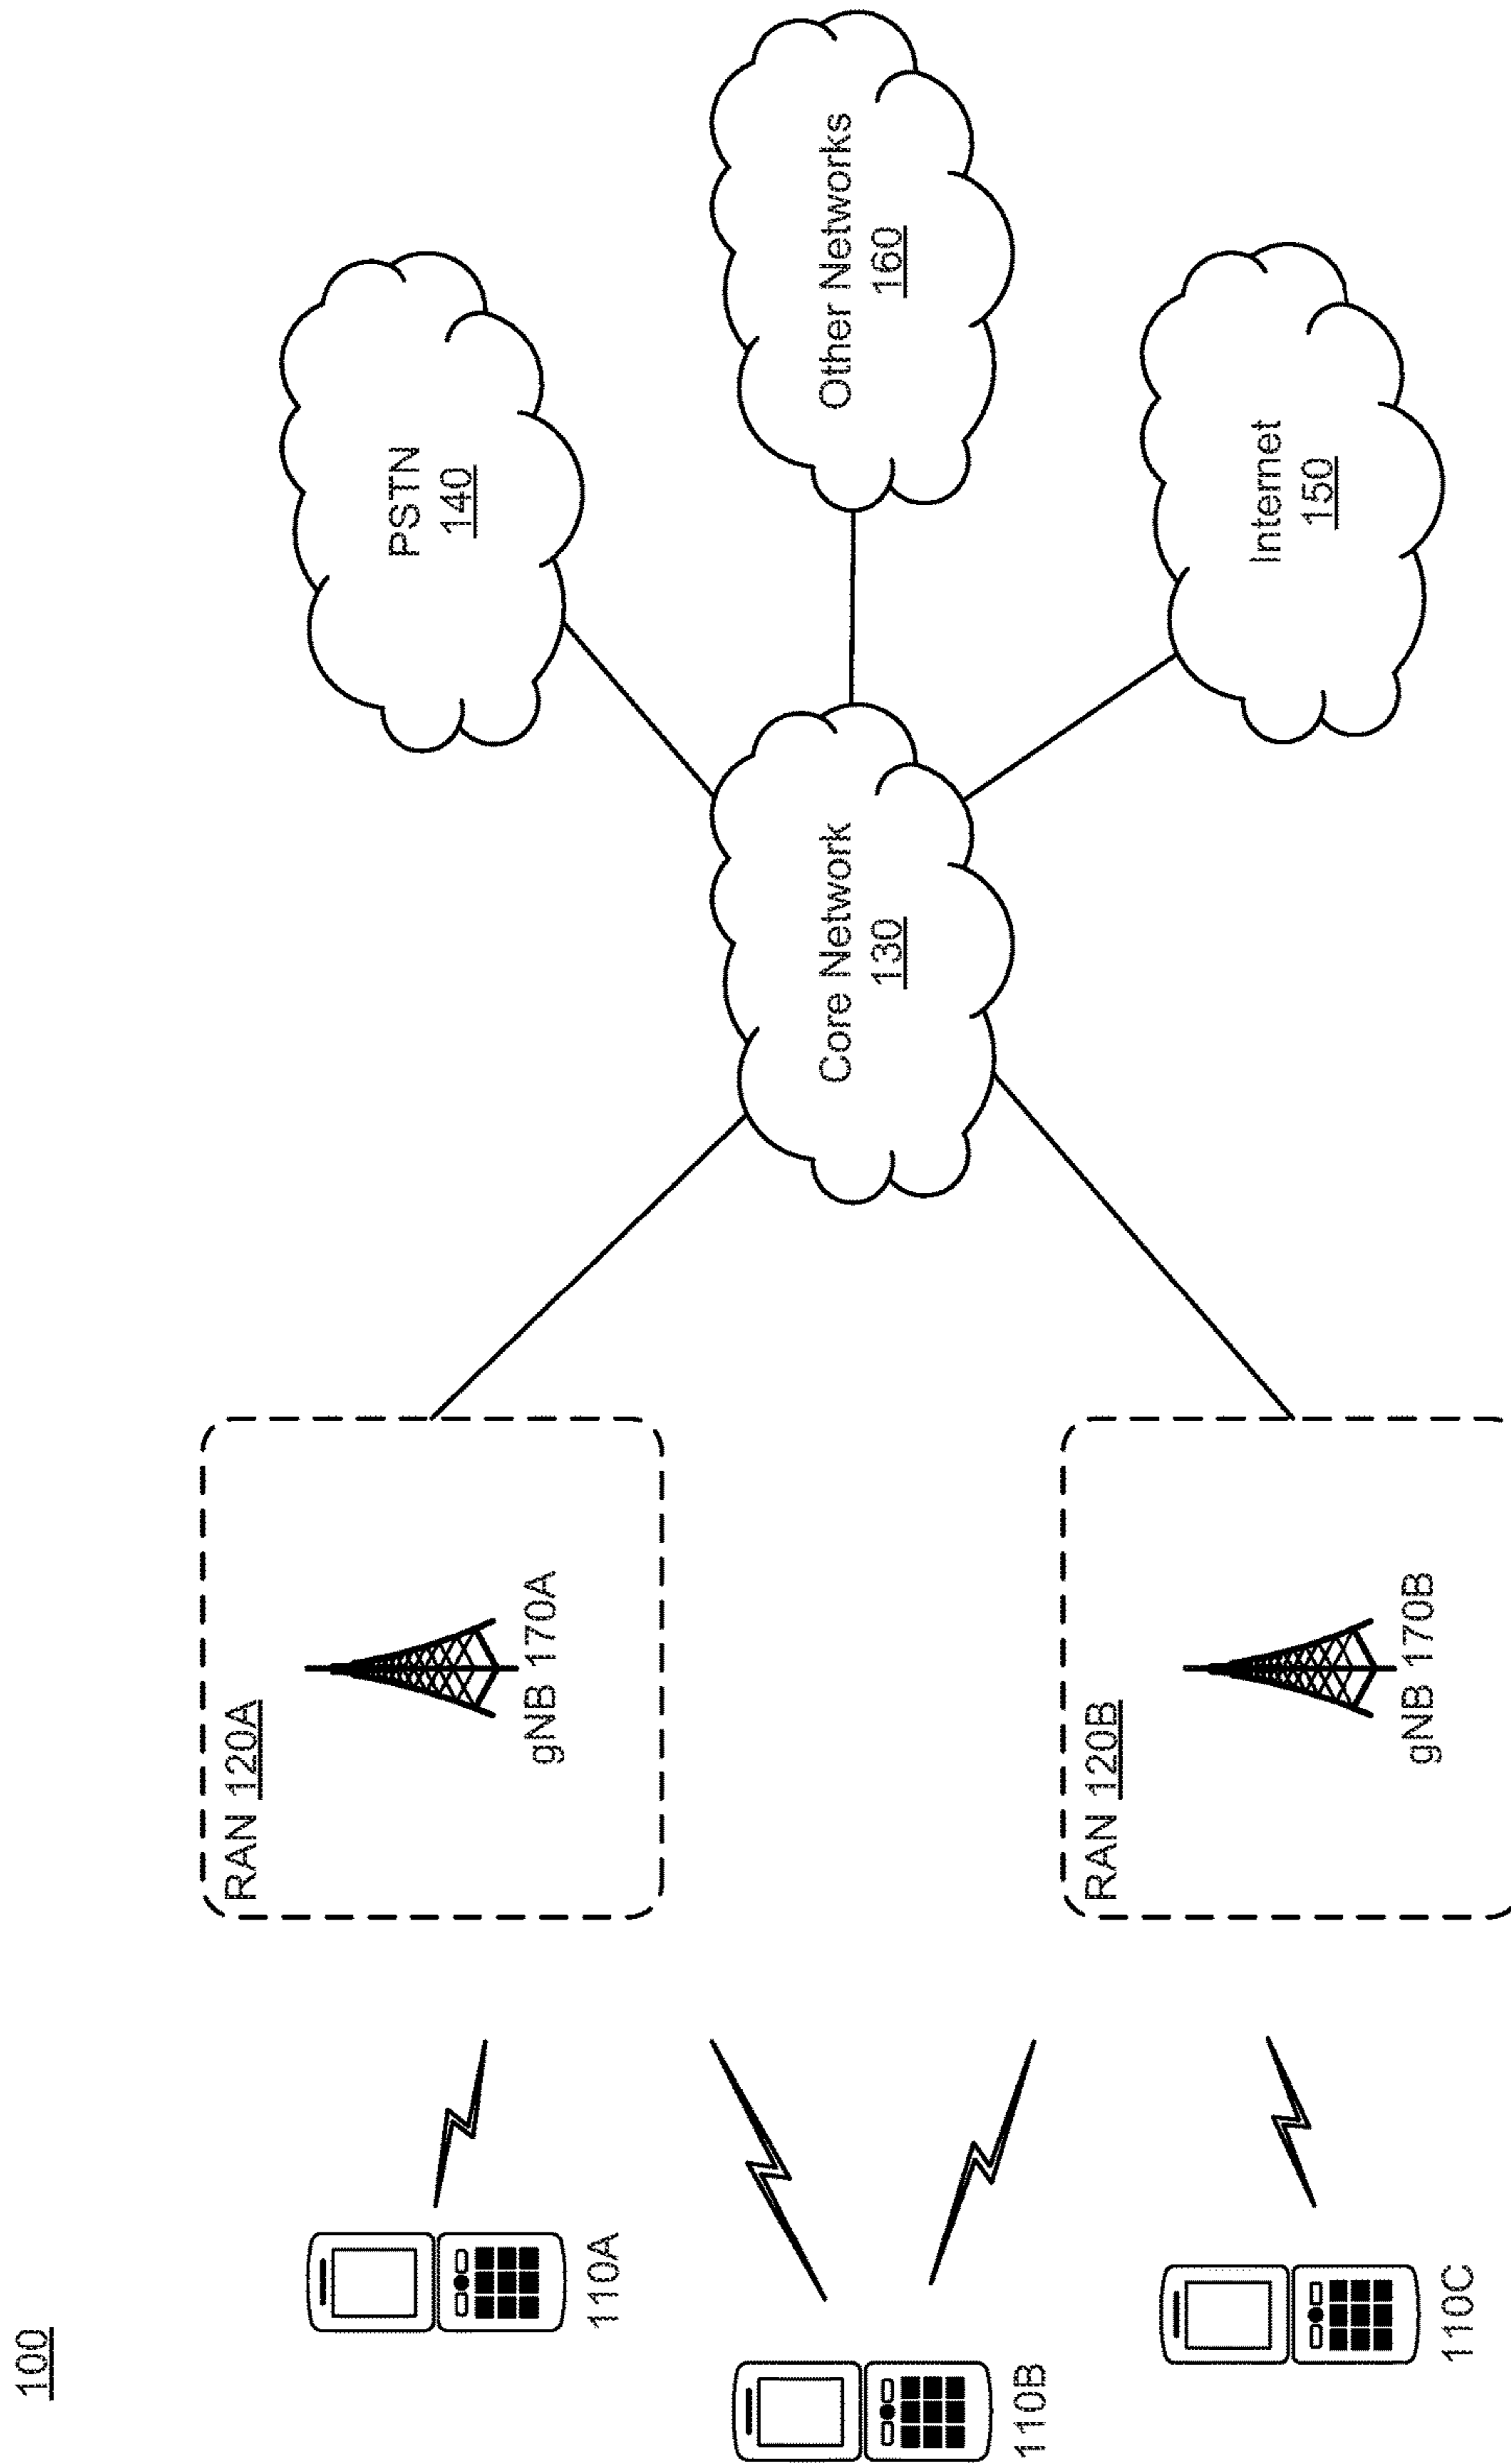 100
110A
110B
110C
RAN 120A
gNB 170A
RAN 120B
gNB 170B
Core Network
130
PSTN
140
Other Networks
160
Internet
150